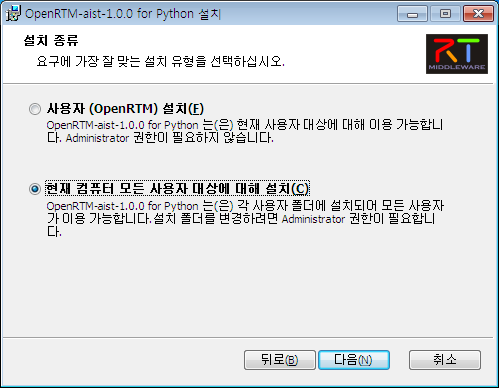 OpenRTM-aist-1.0.0 for Python 설치
설치 종류
요구에 가장 잘 맞는 설치 유형을 선택하십시오.
RT
MIDDLEWARE
사용자 (OpenRTM) 설치(F)
OpenRTM-aist-1.0.0 for Python 는(은) 현재 사용자 대상에 대해 이용 가능합니
다. Administrator 권한이 필요하지 않습니다.
현재 컴퓨터 모든 사용자 대상에 대해 설치(C)
OpenRTM-aist-1.0.0 for Python 는(은) 각 사용자 폴더에 설치되어 모든 사용자
가 이용 가능합니다.설치 폴더를 변경하려면 Administrator 권한이 필요합니
다.
뒤로(B)
다음(N)
취소